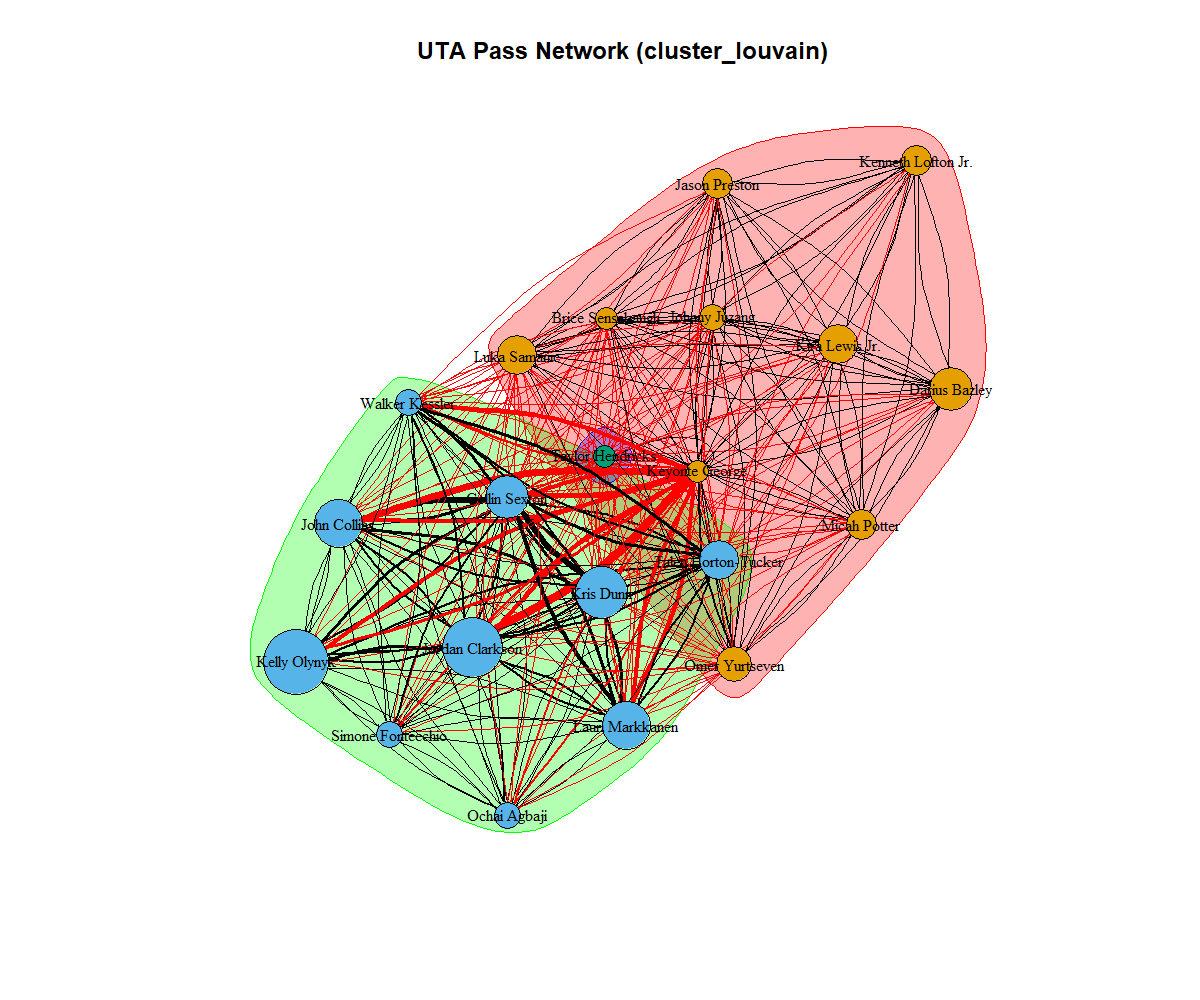 UTA Pass Network (cluster_louvain)
Kenneth Lofton Jr.
Jason Preston
Brice Sensabaugh
Johnny Juzang
Kira Lewis Jr.
Luka Samanic
Darius Bazley
Walker Kessler
Taylor Hendricks
Keyonte George
Collin Sexton
John Collins
Micah Potter
Talen Horton-Tucker
Kris Dunn
Jordan Clarkson
Kelly Olynyk
Omer Yurtseven
Lauri Markkanen
Simone Fontecchio
Ochai Agbaji